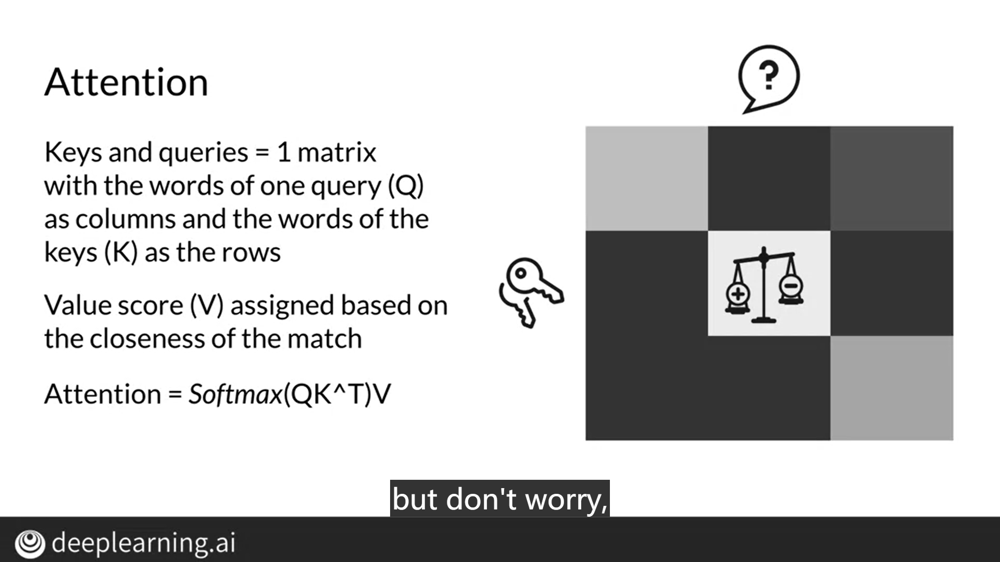 Attention
?
Keys and queries = 1 matrix
with the words of one query (Q)
as columns and the words of the
keys (K) as the rows
Value score (V) assigned based on
the closeness of the match
Attention = Softmax(QK^T)V
but don't worry,
deeplearning.ai